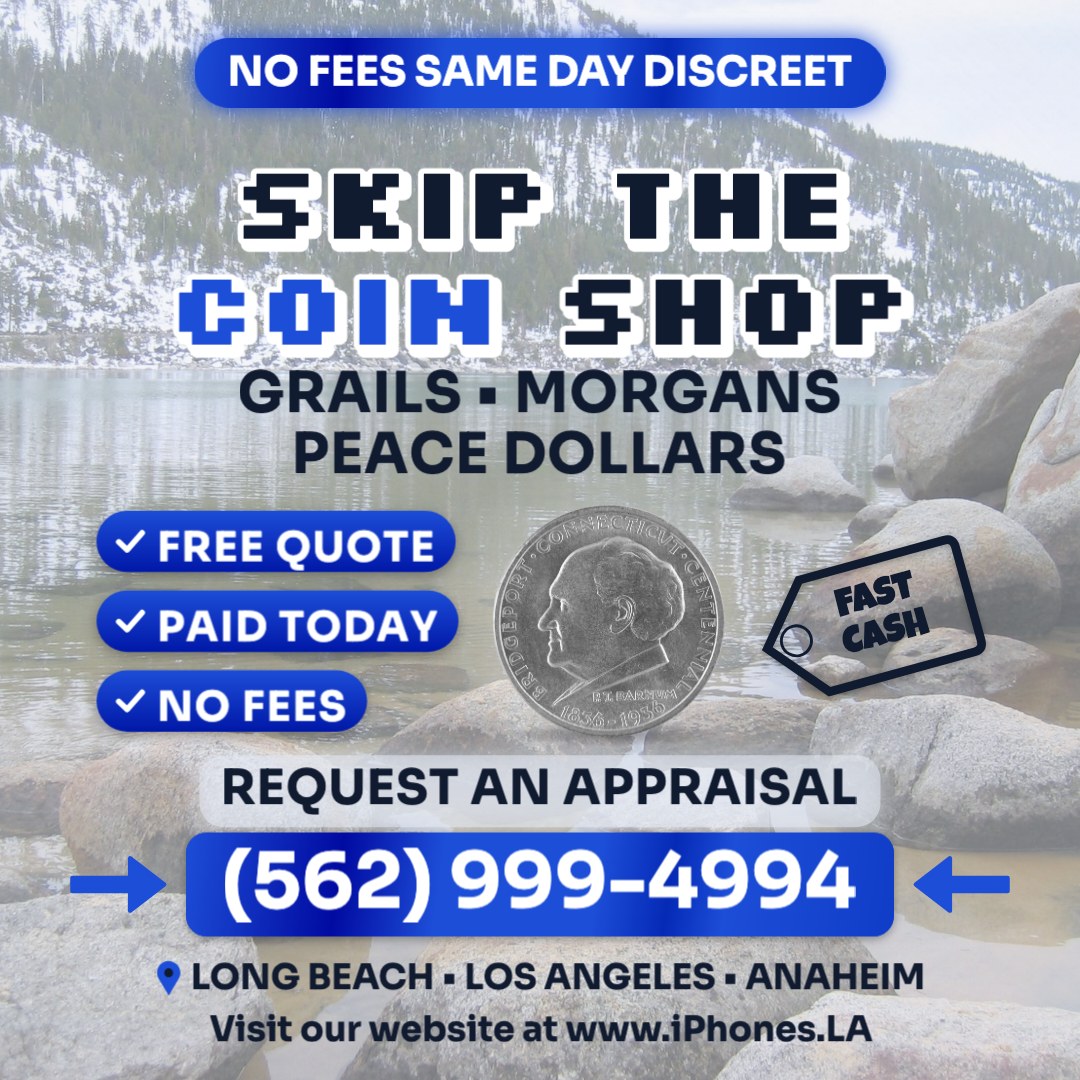 NO FEES SAME DAY DISCREET
SKIP THE
COIN SHOP
GRAILS ▪ MORGANS
PEACE DOLLARS
✓ FREE QUOTE
✓ PAID TODAY
✓ NO FEES
BRIDGEPORT · CONNECTICUT · CENTENNIAL
P.T. BARNUM
1836-1936
FAST
CASH
REQUEST AN APPRAISAL
(562) 999-4994
LONG BEACH ▪ LOS ANGELES ▪ ANAHEIM
Visit our website at www.iPhones.LA